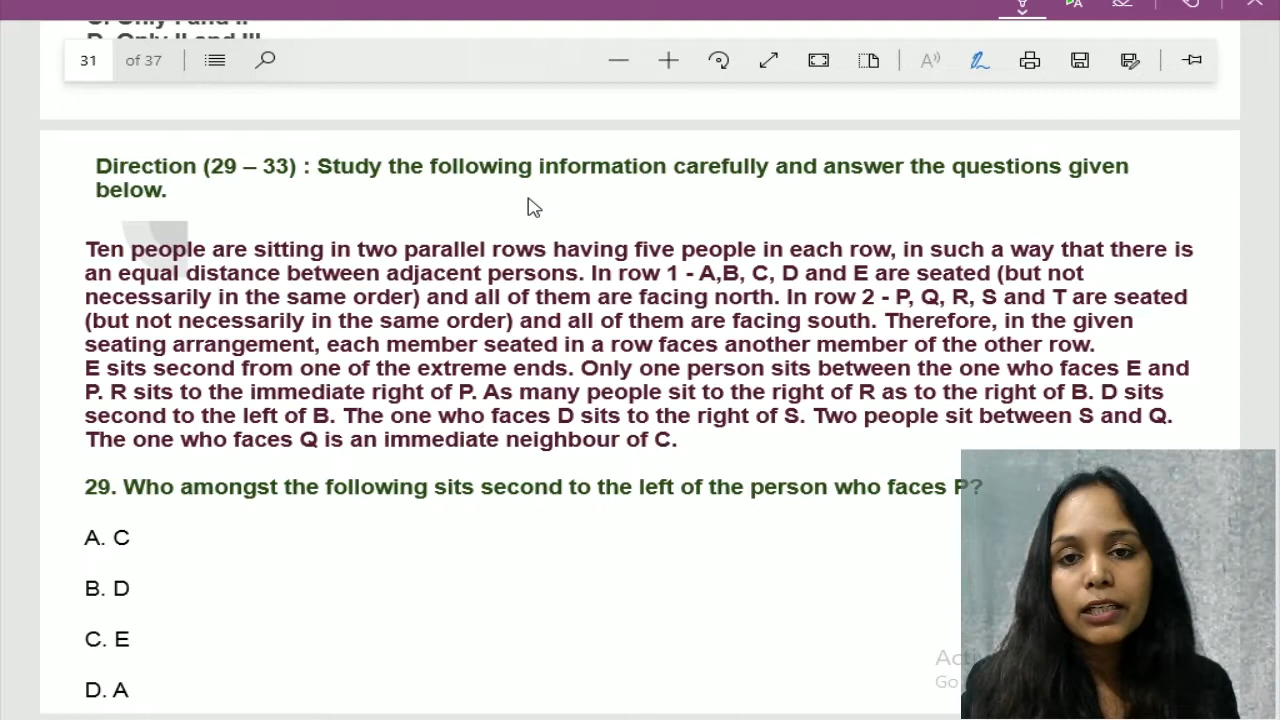 31 of 37
Direction (29 – 33) : Study the following information carefully and answer the questions given
below.
Ten people are sitting in two parallel rows having five people in each row, in such a way that there is
an equal distance between adjacent persons. In row 1 - A,B, C, D and E are seated (but not
necessarily in the same order) and all of them are facing north. In row 2 - P, Q, R, S and T are seated
(but not necessarily in the same order) and all of them are facing south. Therefore, in the given
seating arrangement, each member seated in a row faces another member of the other row.
E sits second from one of the extreme ends. Only one person sits between the one who faces E and
P. R sits to the immediate right of P. As many people sit to the right of R as to the right of B. D sits
second to the left of B. The one who faces D sits to the right of S. Two people sit between S and Q.
The one who faces Q is an immediate neighbour of C.
29. Who amongst the following sits second to the left of the person who faces P?
A. C
B. D
C. E
D. A
Go